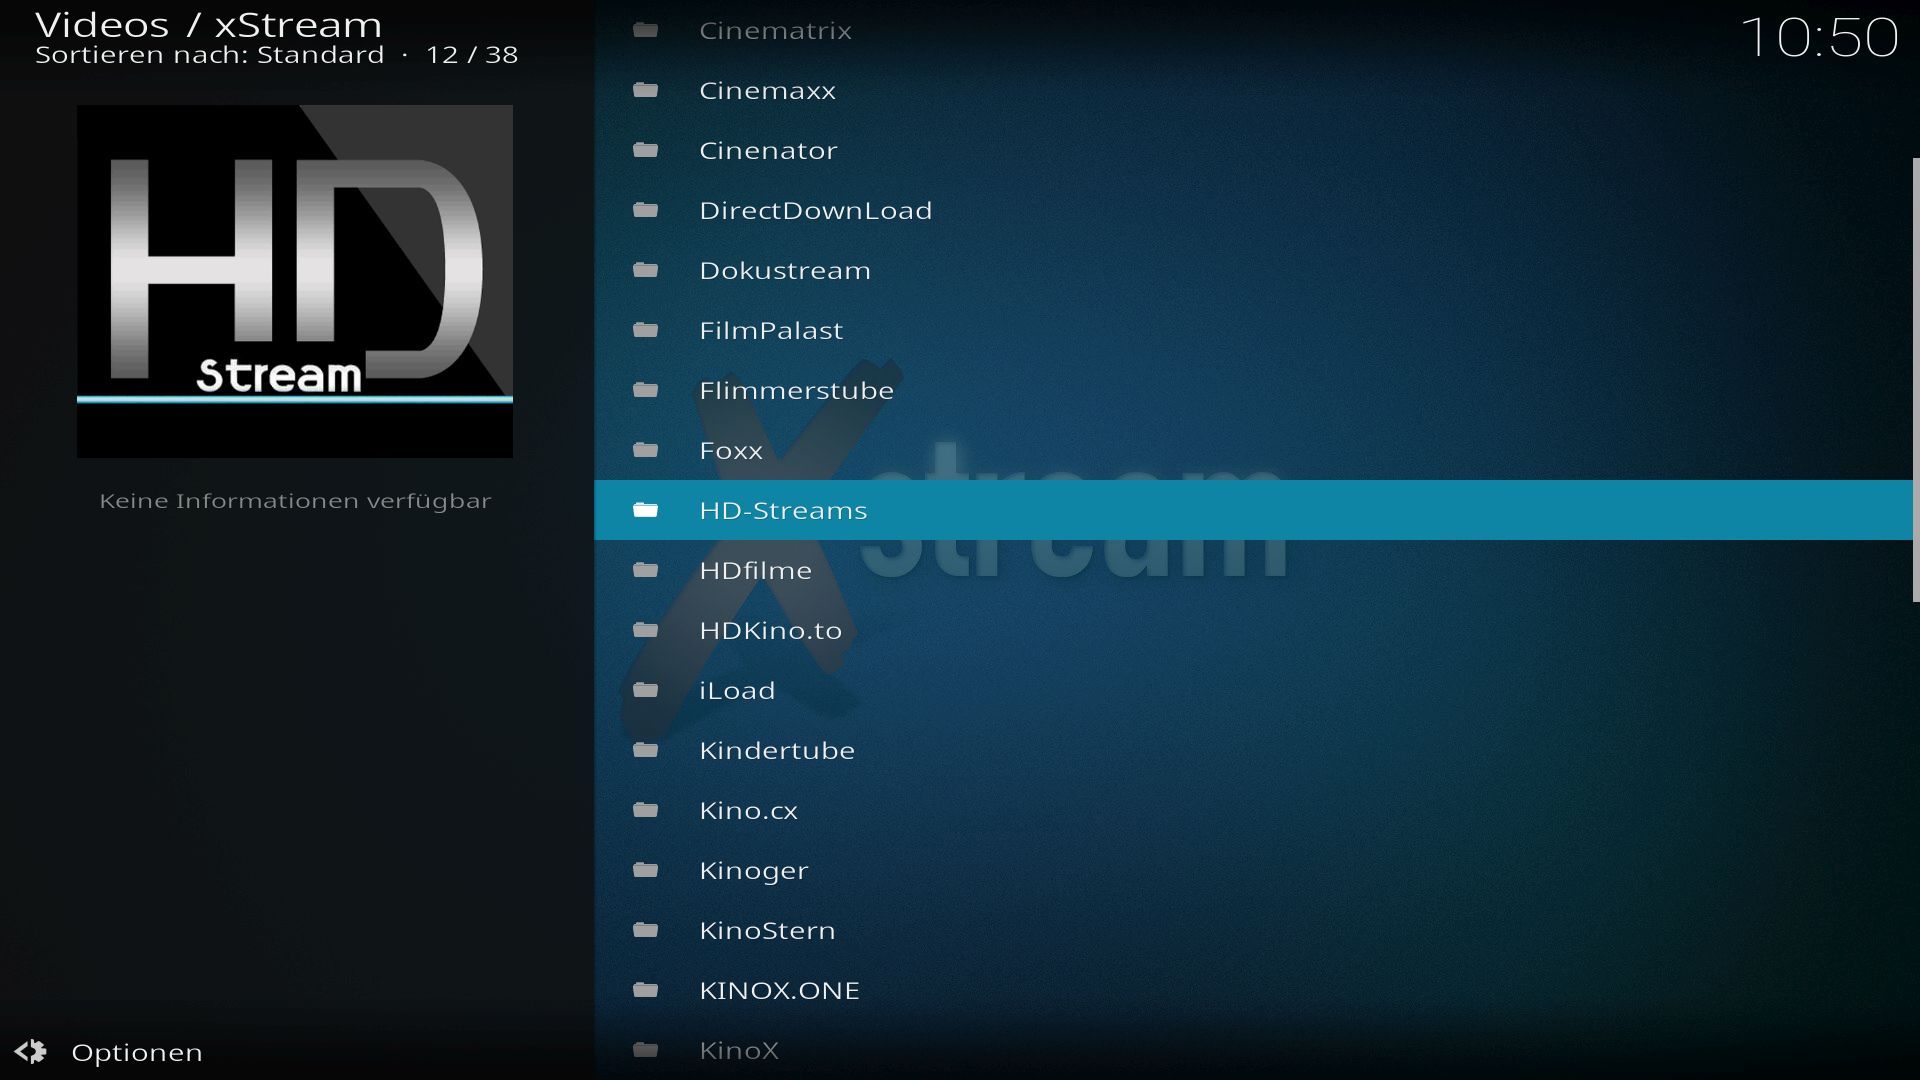 Videos / xStream
Sortieren nach: Standard · 12 / 38
10:50
HD
Stream
Keine Informationen verfügbar
Cinematrix
Cinemaxx
Cinenator
DirectDownLoad
Dokustream
FilmPalast
Flimmerstube
Foxx
HD-Streams
HDfilme
HDKino.to
iLoad
Kindertube
Kino.cx
Kinoger
KinoStern
KINOX.ONE
KinoX
Xstream
Optionen